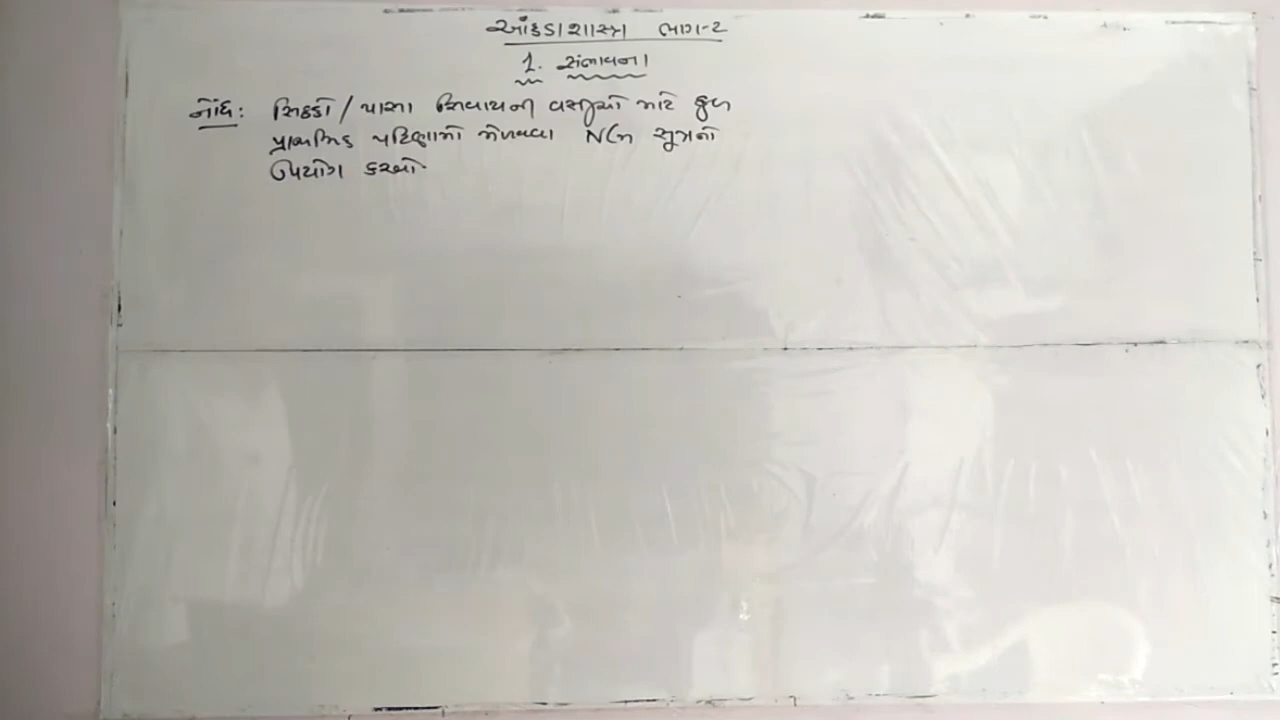 આંકડાશાસ્ત્ર ભાગ-2
1. સંભાવના
નોંધ: સિક્કો / પાસા સિવાયની વસ્તુઓ માટે કુલ
પ્રાથમિક પરિણામો મેળવવા NCn સૂત્રનો
ઉપયોગ કરવો